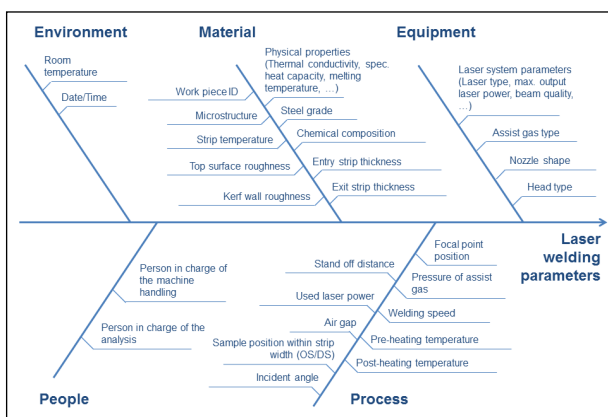 Environment
Material
Equipment
Room
temperature
Date/Time
Physical properties
(Thermal conductivity, spec.
heat capacity, melting
temperature, …)
Work piece ID
Steel grade
Microstructure
Chemical composition
Strip temperature
Entry strip thickness
Top surface roughness
Exit strip thickness
Kerf wall roughness
Laser system parameters
(Laser type, max. output
laser power, beam quality,
…)
Assist gas type
Nozzle shape
Head type
Laser
welding
parameters
Person in charge of
the machine
handling
Person in charge of the
analysis
Focal point
position
Stand off distance
Pressure of assist
gas
Used laser power
Welding speed
Air gap
Pre-heating temperature
Sample position within strip
width (OS/DS)
Post-heating temperature
Incident angle
People
Process